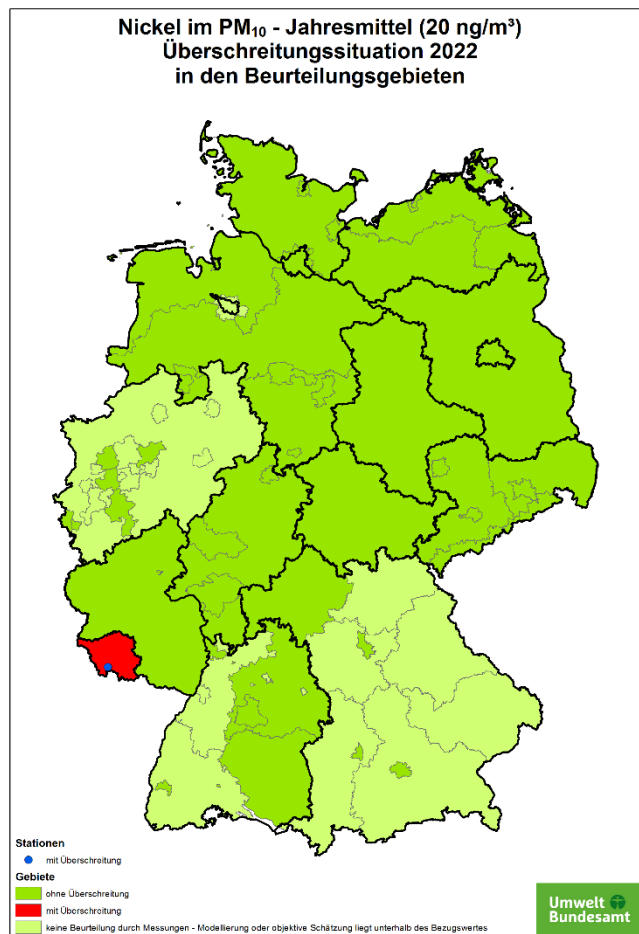 Nickel im PM₁₀ - Jahresmittel (20 ng/m³)
Überschreitungssituation 2022
in den Beurteilungsgebieten
Stationen
mit Überschreitung
Gebiete
ohne Überschreitung
mit Überschreitung
keine Beurteilung durch Messungen - Modellierung oder objektive Schätzung liegt unterhalb des Bezugswertes
Umwelt
Bundesamt